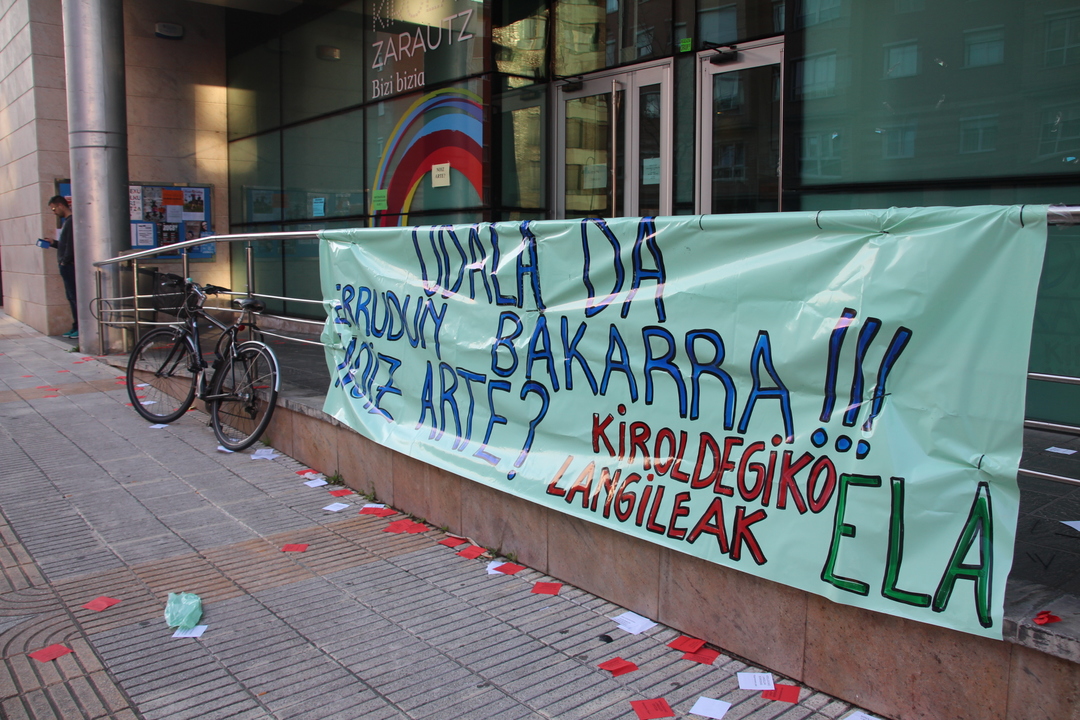 ZARAUTZ
Bizi bizia
UDALA DA
ERRUDUN BAKARRA!!!
NOIZ ARTE?
KiROLDEGiKO
LANGiLEAK
ELA